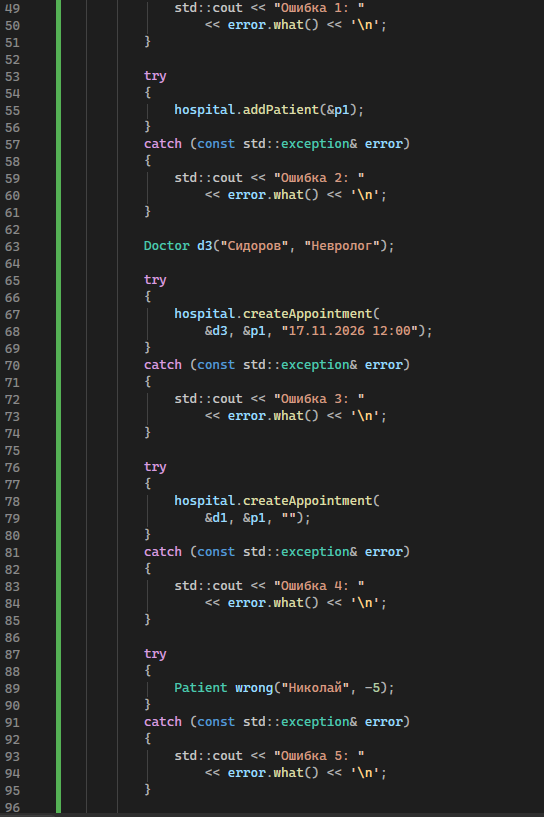 49 std::cout << "Ошибка 1: "
50 << error.what() << '\n';
51 }
52
53 try
54 {
55 hospital.addPatient(&p1);
56 }
57 catch (const std::exception& error)
58 {
59 std::cout << "Ошибка 2: "
60 << error.what() << '\n';
61 }
62
63 Doctor d3("Сидоров", "Невролог");
64
65 try
66 {
67 hospital.createAppointment(
68 &d3, &p1, "17.11.2026 12:00");
69 }
70 catch (const std::exception& error)
71 {
72 std::cout << "Ошибка 3: "
73 << error.what() << '\n';
74 }
75
76 try
77 {
78 hospital.createAppointment(
79 &d1, &p1, "");
80 }
81 catch (const std::exception& error)
82 {
83 std::cout << "Ошибка 4: "
84 << error.what() << '\n';
85 }
86
87 try
88 {
89 Patient wrong("Николай", -5);
90 }
91 catch (const std::exception& error)
92 {
93 std::cout << "Ошибка 5: "
94 << error.what() << '\n';
95 }
96